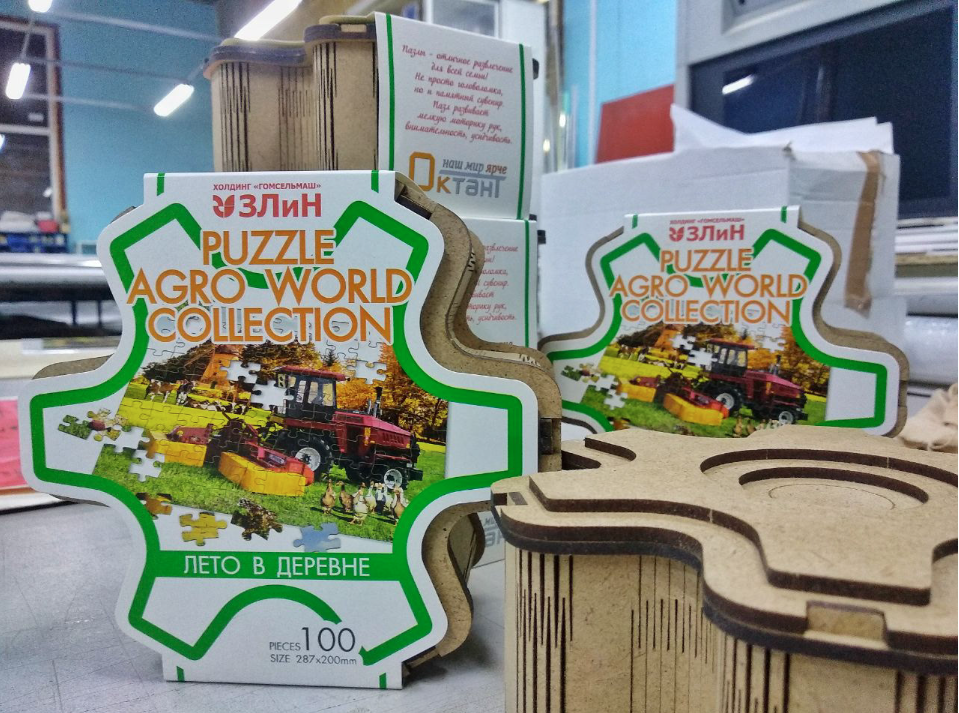 Пазлы - отличное развлечение
для всей семьи!
Не просто головоломка,
но и памятный сувенир.
Пазл развивает
мелкую моторику рук,
внимательность, усидчивость.
наш мир ярче
Октант
ХОЛДИНГ «ГОМСЕЛЬМАШ»
ЗЛиН
PUZZLE
AGRO WORLD
COLLECTION
ЛЕТО В ДЕРЕВНЕ
PIECES 100
SIZE 287x200mm
ХОЛДИНГ «ГОМСЕЛЬМАШ»
ЗЛиН
PUZZLE
AGRO WORLD
COLLECTION